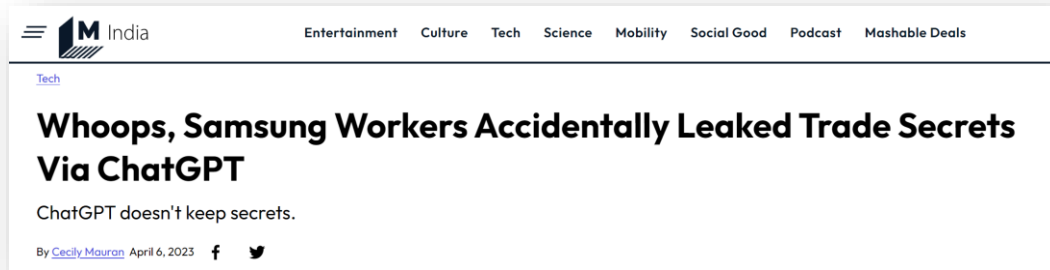 M India
Entertainment Culture Tech Science Mobility Social Good Podcast Mashable Deals
Tech
Whoops, Samsung Workers Accidentally Leaked Trade Secrets
Via ChatGPT
ChatGPT doesn't keep secrets.
By Cecily Mauran April 6, 2023